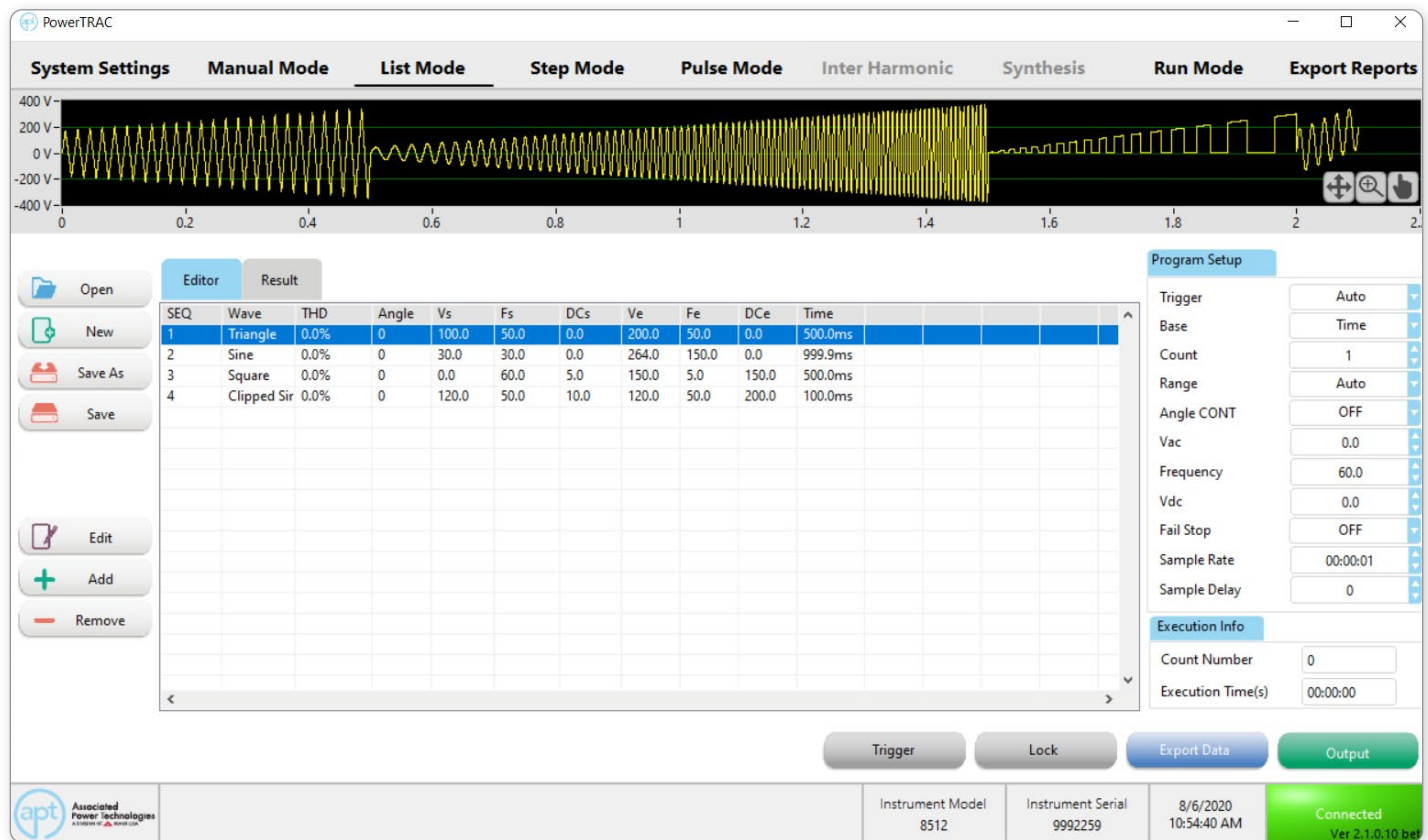 apt PowerTRAC
System Settings Manual Mode List Mode Step Mode Pulse Mode Inter Harmonic Synthesis Run Mode Export Reports
400 V
200 V
0 V
-200 V
-400 V
0 0.2 0.4 0.6 0.8 1 1.2 1.4 1.6 1.8 2 2.
Open
New
Save As
Save
Edit
Add
Remove
Editor Result
SEQ Wave THD Angle Vs Fs DCs Ve Fe DCe Time
1 Triangle 0.0% 0 100.0 50.0 0.0 200.0 50.0 0.0 500.0ms
2 Sine 0.0% 0 30.0 30.0 0.0 264.0 150.0 0.0 999.9ms
3 Square 0.0% 0 0.0 60.0 5.0 150.0 5.0 150.0 500.0ms
4 Clipped Sir 0.0% 0 120.0 50.0 10.0 120.0 50.0 200.0 100.0ms
Program Setup
Trigger Auto
Base Time
Count 1
Range Auto
Angle CONT OFF
Vac 0.0
Frequency 60.0
Vdc 0.0
Fail Stop OFF
Sample Rate 00:00:01
Sample Delay 0
Execution Info
Count Number 0
Execution Time(s) 00:00:00
Trigger Lock Export Data Output
apt Associated
Power Technologies
Instrument Model
8512
Instrument Serial
9992259
8/6/2020
10:54:40 AM
Connected
Ver 2.1.0.10 bet